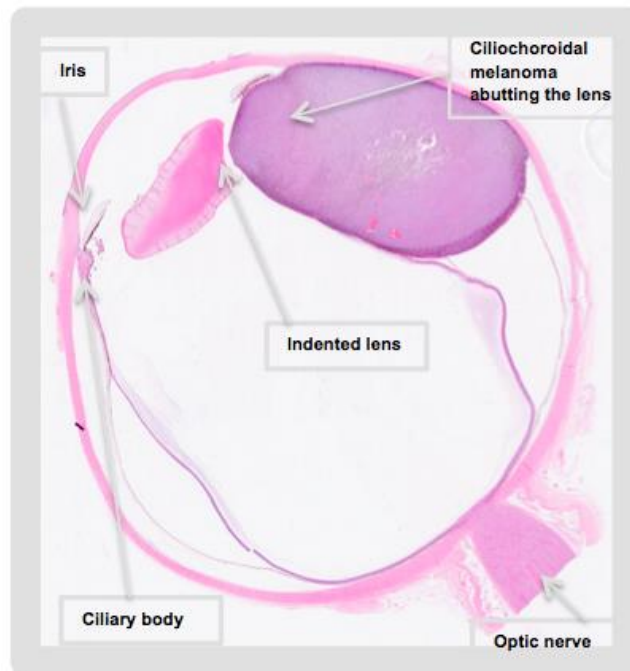 Iris
Ciliochoroidal
melanoma
abutting the lens
Indented lens
Ciliary body
Optic nerve